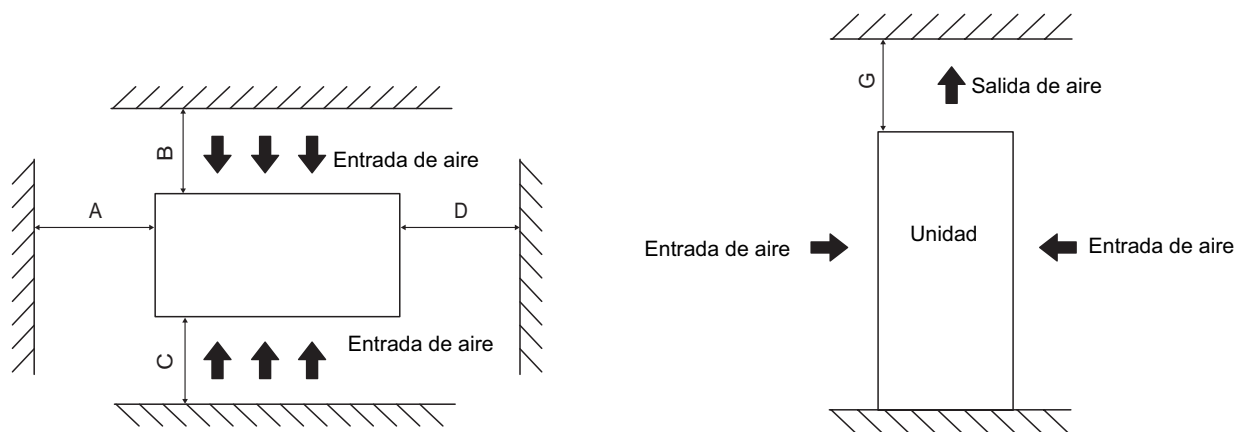 B
Entrada de aire
A
D
C
Entrada de aire
G
Salida de aire
Unidad
Entrada de aire
Entrada de aire